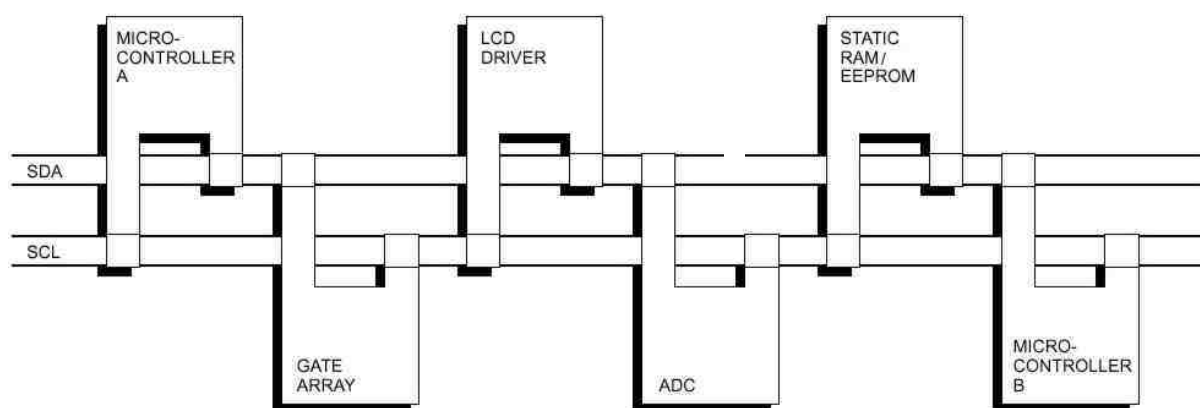 MICRO-
CONTROLLER
A
LCD
DRIVER
STATIC
RAM/
EEPROM
SDA
SCL
GATE
ARRAY
ADC
MICRO-
CONTROLLER
B